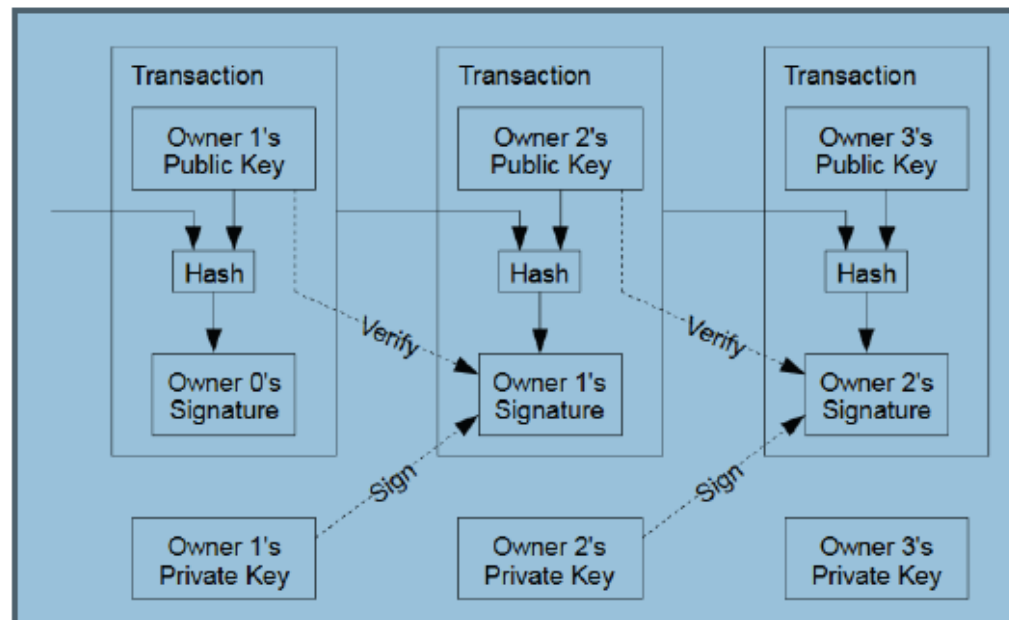 Transaction
Transaction
Transaction
Owner 1's
Public Key
Owner 2's
Public Key
Owner 3's
Public Key
Hash
Hash
Hash
Verify
Verify
Owner 0's
Signature
Owner 1's
Signature
Owner 2's
Signature
Sign
Sign
Owner 1's
Private Key
Owner 2's
Private Key
Owner 3's
Private Key